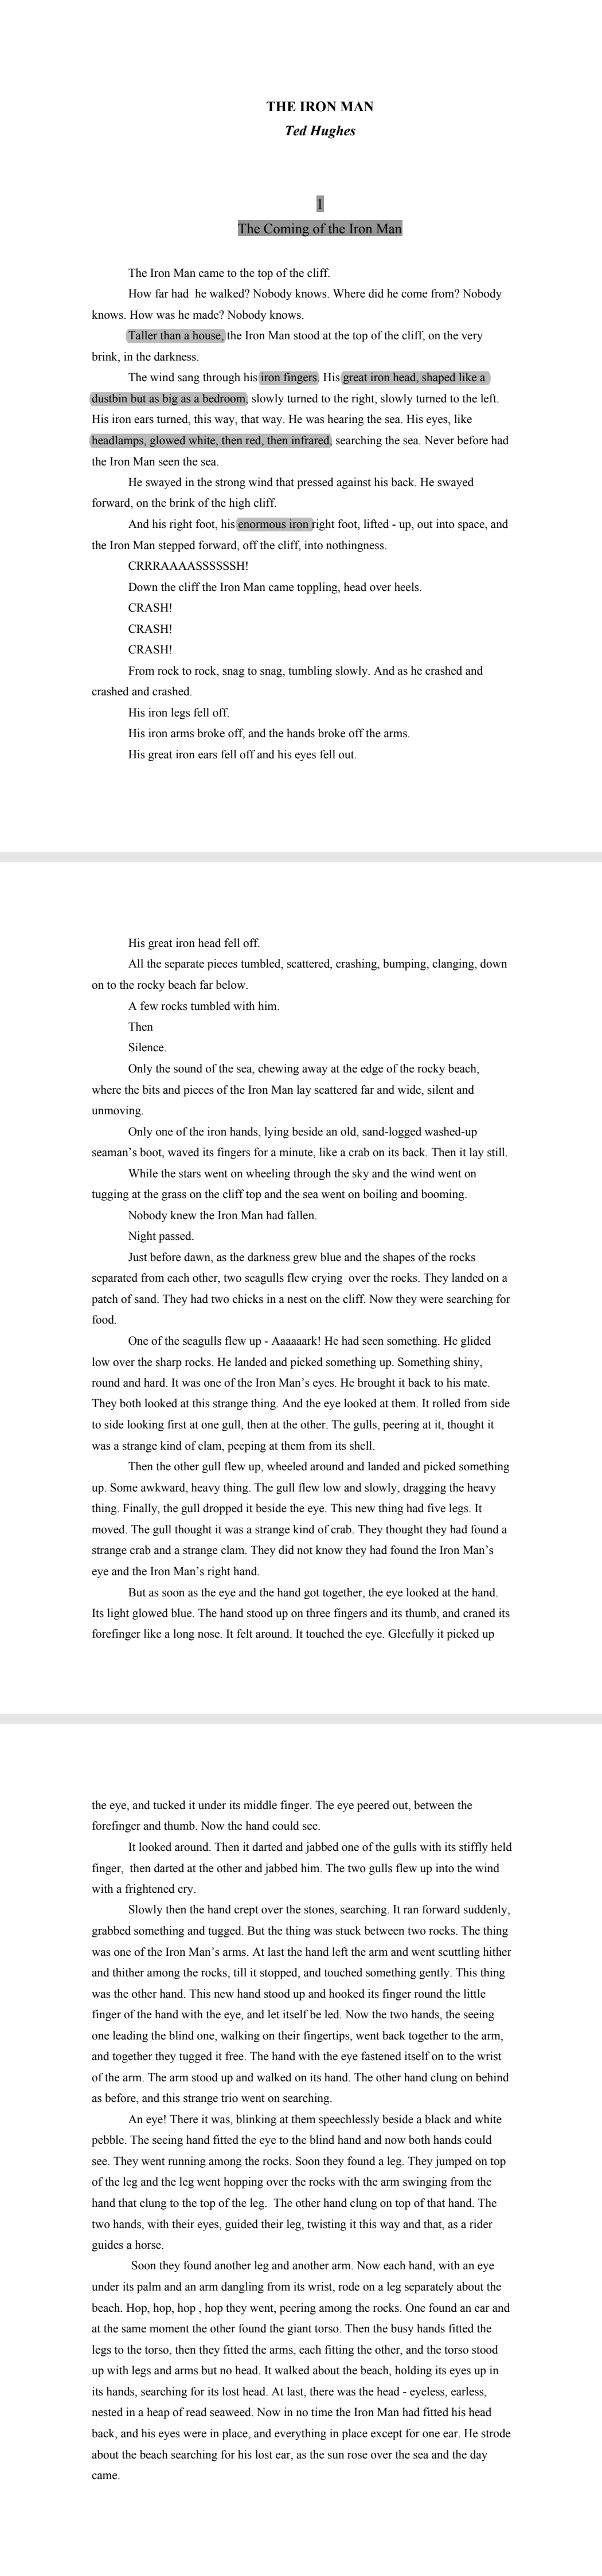 THE IRON MAN
Ted Hughes
1
The Coming of the Iron Man
The Iron Man came to the top of the cliff.
How far had he walked? Nobody knows. Where did he come from? Nobody
knows. How was he made? Nobody knows.
Taller than a house, the Iron Man stood at the top of the cliff, on the very
brink, in the darkness.
The wind sang through his iron fingers. His great iron head, shaped like a
dustbin but as big as a bedroom, slowly turned to the right, slowly turned to the left.
His iron ears turned, this way, that way. He was hearing the sea. His eyes, like
headlamps, glowed white, then red, then infrared, searching the sea. Never before had
the Iron Man seen the sea.
He swayed in the strong wind that pressed against his back. He swayed
forward, on the brink of the high cliff.
And his right foot, his enormous iron right foot, lifted - up, out into space, and
the Iron Man stepped forward, off the cliff, into nothingness.
CRRRAAAASSSSSSH!
Down the cliff the Iron Man came toppling, head over heels.
CRASH!
CRASH!
CRASH!
From rock to rock, snag to snag, tumbling slowly. And as he crashed and
crashed and crashed.
His iron legs fell off.
His iron arms broke off, and the hands broke off the arms.
His great iron ears fell off and his eyes fell out.
His great iron head fell off.
All the separate pieces tumbled, scattered, crashing, bumping, clanging, down
on to the rocky beach far below.
A few rocks tumbled with him.
Then
Silence.
Only the sound of the sea, chewing away at the edge of the rocky beach,
where the bits and pieces of the Iron Man lay scattered far and wide, silent and
unmoving.
Only one of the iron hands, lying beside an old, sand-logged washed-up
seaman’s boot, waved its fingers for a minute, like a crab on its back. Then it lay still.
While the stars went on wheeling through the sky and the wind went on
tugging at the grass on the cliff top and the sea went on boiling and booming.
Nobody knew the Iron Man had fallen.
Night passed.
Just before dawn, as the darkness grew blue and the shapes of the rocks
separated from each other, two seagulls flew crying over the rocks. They landed on a
patch of sand. They had two chicks in a nest on the cliff. Now they were searching for
food.
One of the seagulls flew up - Aaaaaark! He had seen something. He glided
low over the sharp rocks. He landed and picked something up. Something shiny,
round and hard. It was one of the Iron Man’s eyes. He brought it back to his mate.
They both looked at this strange thing. And the eye looked at them. It rolled from side
to side looking first at one gull, then at the other. The gulls, peering at it, thought it
was a strange kind of clam, peeping at them from its shell.
Then the other gull flew up, wheeled around and landed and picked something
up. Some awkward, heavy thing. The gull flew low and slowly, dragging the heavy
thing. Finally, the gull dropped it beside the eye. This new thing had five legs. It
moved. The gull thought it was a strange kind of crab. They thought they had found a
strange crab and a strange clam. They did not know they had found the Iron Man’s
eye and the Iron Man’s right hand.
But as soon as the eye and the hand got together, the eye looked at the hand.
Its light glowed blue. The hand stood up on three fingers and its thumb, and craned its
forefinger like a long nose. It felt around. It touched the eye. Gleefully it picked up
the eye, and tucked it under its middle finger. The eye peered out, between the
forefinger and thumb. Now the hand could see.
It looked around. Then it darted and jabbed one of the gulls with its stiffly held
finger, then darted at the other and jabbed him. The two gulls flew up into the wind
with a frightened cry.
Slowly then the hand crept over the stones, searching. It ran forward suddenly,
grabbed something and tugged. But the thing was stuck between two rocks. The thing
was one of the Iron Man’s arms. At last the hand left the arm and went scuttling hither
and thither among the rocks, till it stopped, and touched something gently. This thing
was the other hand. This new hand stood up and hooked its finger round the little
finger of the hand with the eye, and let itself be led. Now the two hands, the seeing
one leading the blind one, walking on their fingertips, went back together to the arm,
and together they tugged it free. The hand with the eye fastened itself on to the wrist
of the arm. The arm stood up and walked on its hand. The other hand clung on behind
as before, and this strange trio went on searching.
An eye! There it was, blinking at them speechlessly beside a black and white
pebble. The seeing hand fitted the eye to the blind hand and now both hands could
see. They went running among the rocks. Soon they found a leg. They jumped on top
of the leg and the leg went hopping over the rocks with the arm swinging from the
hand that clung to the top of the leg. The other hand clung on top of that hand. The
two hands, with their eyes, guided their leg, twisting it this way and that, as a rider
guides a horse.
Soon they found another leg and another arm. Now each hand, with an eye
under its palm and an arm dangling from its wrist, rode on a leg separately about the
beach. Hop, hop, hop , hop they went, peering among the rocks. One found an ear and
at the same moment the other found the giant torso. Then the busy hands fitted the
legs to the torso, then they fitted the arms, each fitting the other, and the torso stood
up with legs and arms but no head. It walked about the beach, holding its eyes up in
its hands, searching for its lost head. At last, there was the head - eyeless, earless,
nested in a heap of read seaweed. Now in no time the Iron Man had fitted his head
back, and his eyes were in place, and everything in place except for one ear. He strode
about the beach searching for his lost ear, as the sun rose over the sea and the day
came.